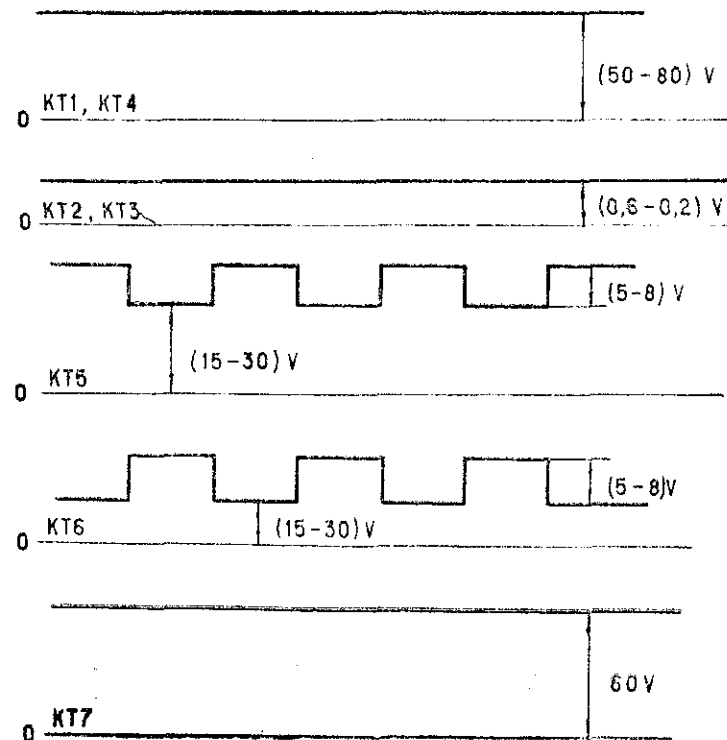 (50-80) V
KT1, KT4
0
KT2, KT3
(0,6-0,2) V
0
(5-8) V
(15-30) V
KT5
0
(5-8)V
KT6
(15-30) V
0
60V
KT7
0